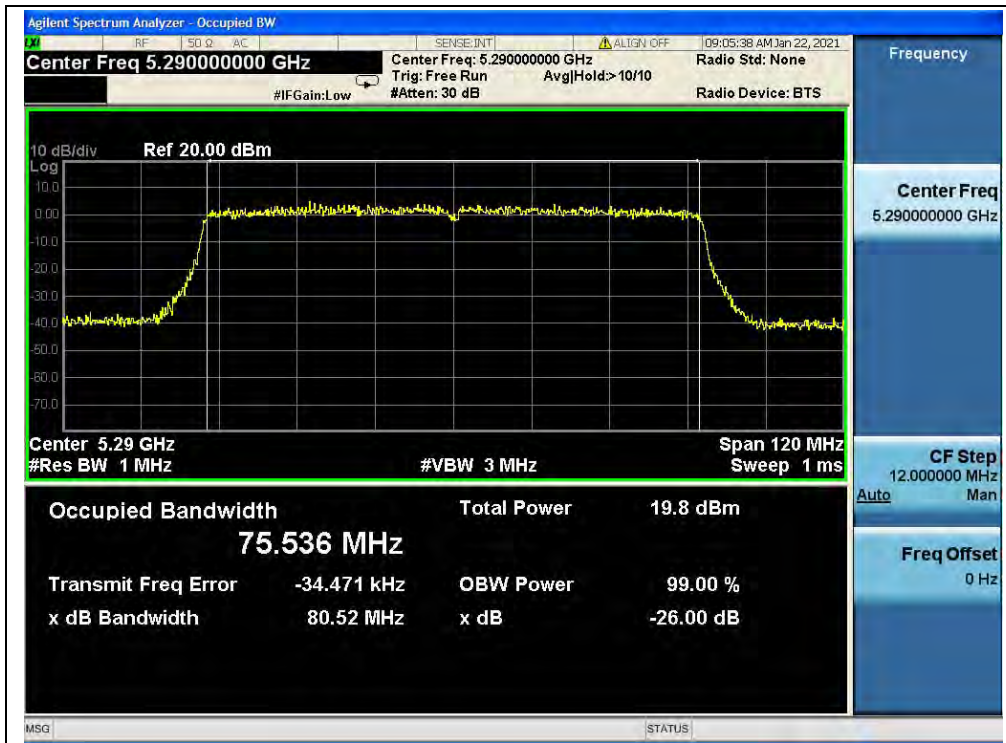 Agilent Spectrum Analyzer - Occupied BW
LXI RF 50 Ω AC SENSE:INT ALIGN OFF 09:05:38 AM Jan 22, 2021
Center Freq 5.290000000 GHz
Center Freq: 5.290000000 GHz
Radio Std: None
Trig: Free Run Avg|Hold:>10/10
#IFGain:Low
#Atten: 30 dB
Radio Device: BTS
10 dB/div Ref 20.00 dBm
Log
10.0
0.00
-10.0
-20.0
-30.0
-40.0
-50.0
-60.0
-70.0
Center 5.29 GHz Span 120 MHz
#Res BW 1 MHz #VBW 3 MHz Sweep 1 ms
Occupied Bandwidth Total Power 19.8 dBm
75.536 MHz
Transmit Freq Error -34.471 kHz OBW Power 99.00 %
x dB Bandwidth 80.52 MHz x dB -26.00 dB
MSG STATUS
Frequency
Center Freq
5.290000000 GHz
CF Step
12.000000 MHz
Auto Man
Freq Offset
0 Hz